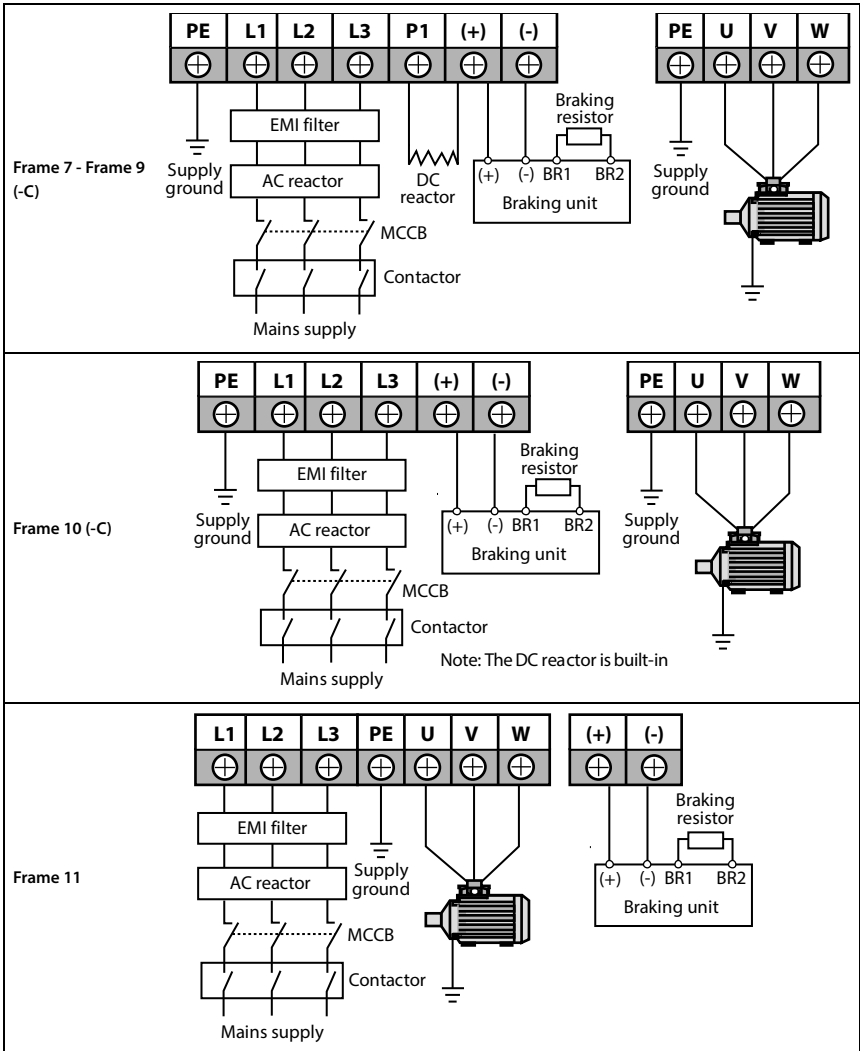 PE L1 L2 L3 P1 (+) (-) PE U V W
Frame 7 - Frame 9
(-C)
Supply
ground
EMI filter
AC reactor
MCCB
Contactor
Mains supply
DC
reactor
Braking
resistor
(+) (-) BR1 BR2
Braking unit
Supply
ground
PE L1 L2 L3 (+) (-) PE U V W
Frame 10 (-C)
Supply
ground
EMI filter
AC reactor
MCCB
Contactor
Mains supply
Braking
resistor
(+) (-) BR1 BR2
Braking unit
Note: The DC reactor is built-in
Supply
ground
L1 L2 L3 PE U V W (+) (-)
Frame 11
EMI filter
AC reactor
MCCB
Contactor
Mains supply
Supply
ground
Braking
resistor
(+) (-) BR1 BR2
Braking unit